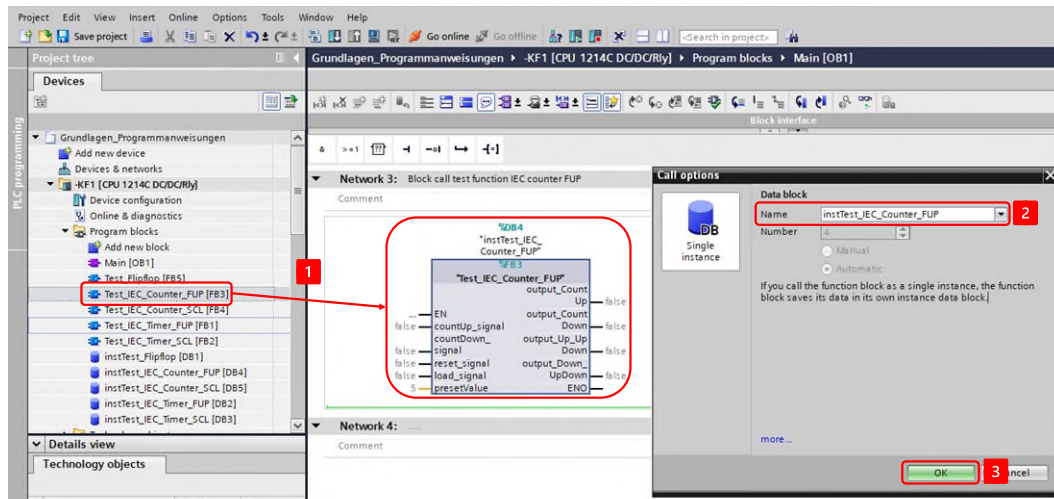 Project Edit View Insert Online Options Tools Window Help
Save project Go online Go offline <Search in project>
Project tree
Grundlagen_Programmanweisungen ▸ -KF1 [CPU 1214C DC/DC/Rly] ▸ Program blocks ▸ Main [OB1]
Devices
PLC programming
Block interface
Grundlagen_Programmanweisungen
Add new device
Devices & networks
-KF1 [CPU 1214C DC/DC/Rly]
Device configuration
Online & diagnostics
Program blocks
Add new block
Main [OB1]
Test_Flipflop [FB5]
Test_IEC_Counter_FUP [FB3]
Test_IEC_Counter_SCL [FB4]
Test_IEC_Timer_FUP [FB1]
Test_IEC_Timer_SCL [FB2]
instTest_Flipflop [DB1]
instTest_IEC_Counter_FUP [DB4]
instTest_IEC_Counter_SCL [DB5]
instTest_IEC_Timer_FUP [DB2]
instTest_IEC_Timer_SCL [DB3]
Details view
Technology objects
& >=1 [??] -| -o| ↦ -[=]
Network 3: Block call test function IEC counter FUP
Comment
1
%DB4
"instTest_IEC_
Counter_FUP"
%FB3
"Test_IEC_Counter_FUP"
output_Count
Up false
... EN output_Count
false countUp_signal Down false
countDown_ output_Up_Up
false signal Down false
false reset_signal output_Down_
false load_signal UpDown false
5 presetValue ENO
Network 4: ......
Comment
Call options
X
DB
Single
instance
Data block
Name instTest_IEC_Counter_FUP 2
Number 4
Manual
Automatic
If you call the function block as a single instance, the function
block saves its data in its own instance data block.
more...
OK 3 ncel